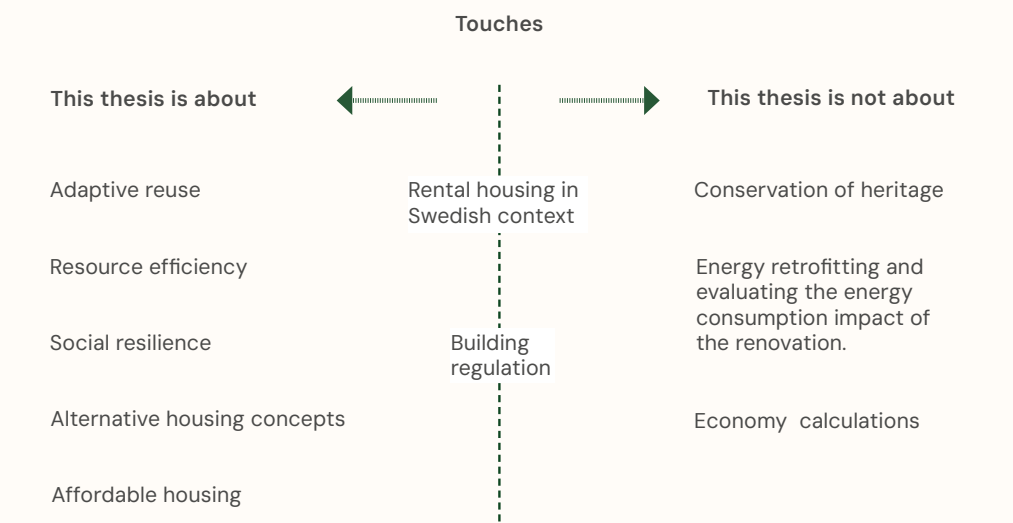 Touches
This thesis is about
This thesis is not about
Adaptive reuse
Rental housing in
Swedish context
Conservation of heritage
Resource efficiency
Energy retrofitting and
evaluating the energy
consumption impact of
the renovation.
Social resilience
Building
regulation
Alternative housing concepts
Economy  calculations
Affordable housing